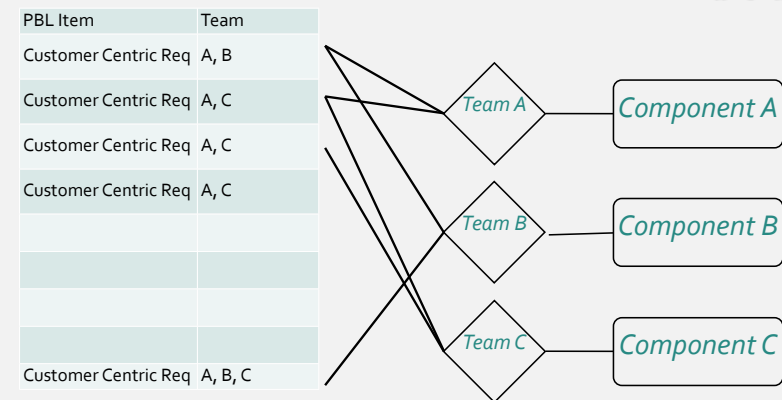 PBL Item Team
Customer Centric Req A, B
Customer Centric Req A, C
Customer Centric Req A, C
Customer Centric Req A, C
Customer Centric Req A, B, C
Team A
Component A
Team B
Component B
Team C
Component C